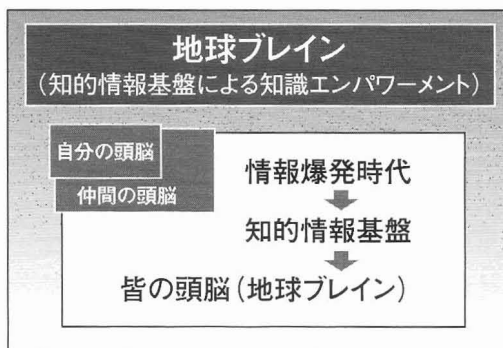 地球ブレイン
（知的情報基盤による知識エンパワーメント）
自分の頭脳
仲間の頭脳
情報爆発時代
知的情報基盤
皆の頭脳（地球ブレイン）